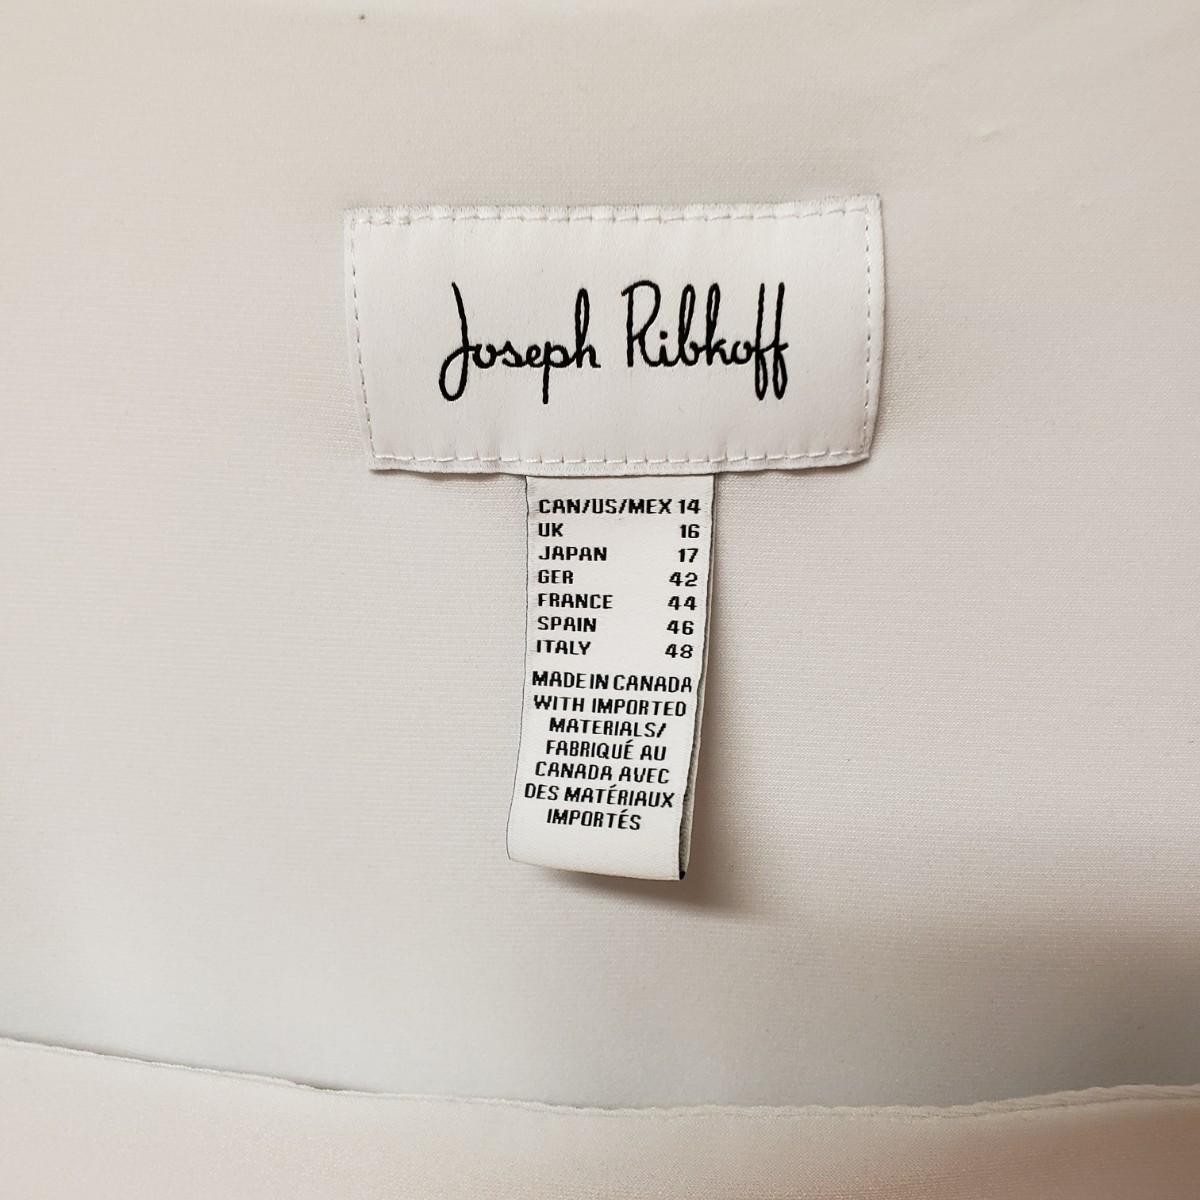 Joseph Ribkoff
CAN/US/MEX 14
UK 16
JAPAN 17
GER 42
FRANCE 44
SPAIN 46
ITALY 48
MADE IN CANADA
WITH IMPORTED
MATERIALS/
FABRIQUÉ AU
CANADA AVEC
DES MATÉRIAUX
IMPORTÉS